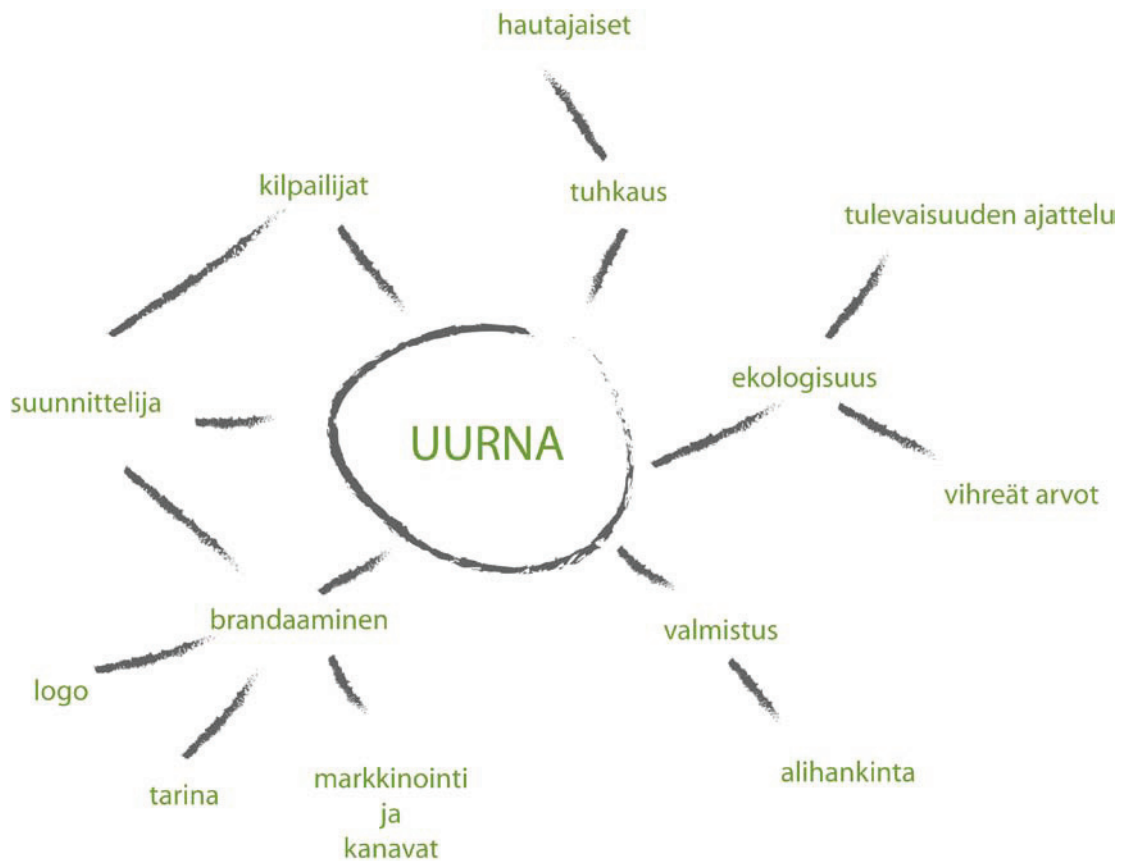 hautajaiset
kilpailijat
tuhkaus
tulevaisuuden ajattelu
ekologisuus
suunnittelija
UURNA
vihreät arvot
brandaaminen
valmistus
logo
tarina
markkinointi
ja
kanavat
alihankinta